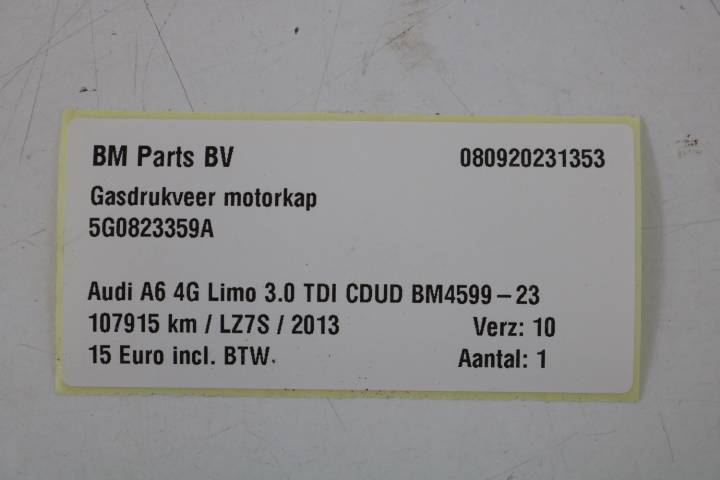 BM Parts BV 080920231353
Gasdrukveer motorkap
5G0823359A
Audi A6 4G Limo 3.0 TDI CDUD BM4599-23
107915 km / LZ7S / 2013 Verz: 10
15 Euro incl. BTW. Aantal: 1